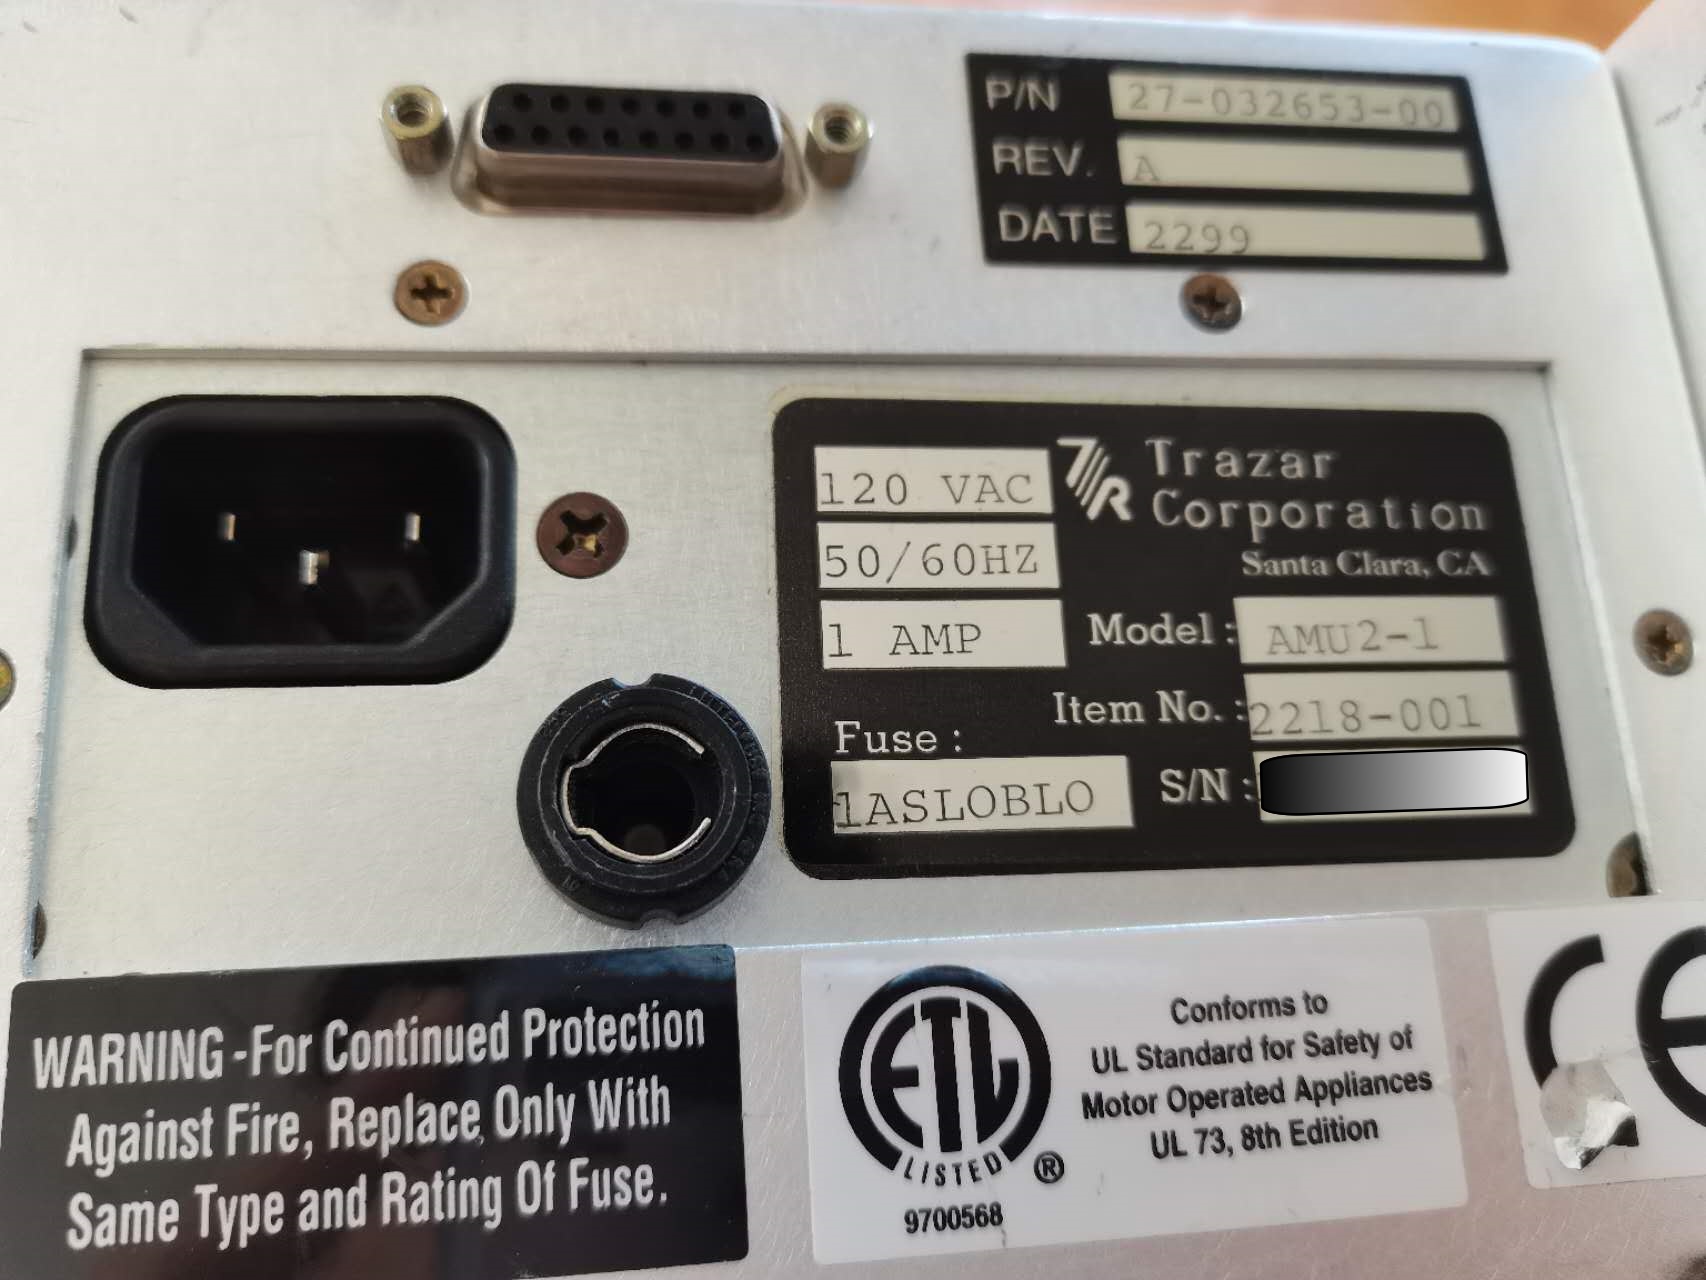 P/N 27-032653-00
REV. A
DATE 2299
120 VAC
50/60HZ
1 AMP
Fuse :
1ASLOBLO
7/R Trazar
Corporation
Santa Clara, CA
Model : AMU2-1
Item No. : 2218-001
S/N :
WARNING - For Continued Protection
Against Fire, Replace Only With
Same Type and Rating Of Fuse.
ETL
LISTED
®
9700568
Conforms to
UL Standard for Safety of
Motor Operated Appliances
UL 73, 8th Edition
CE